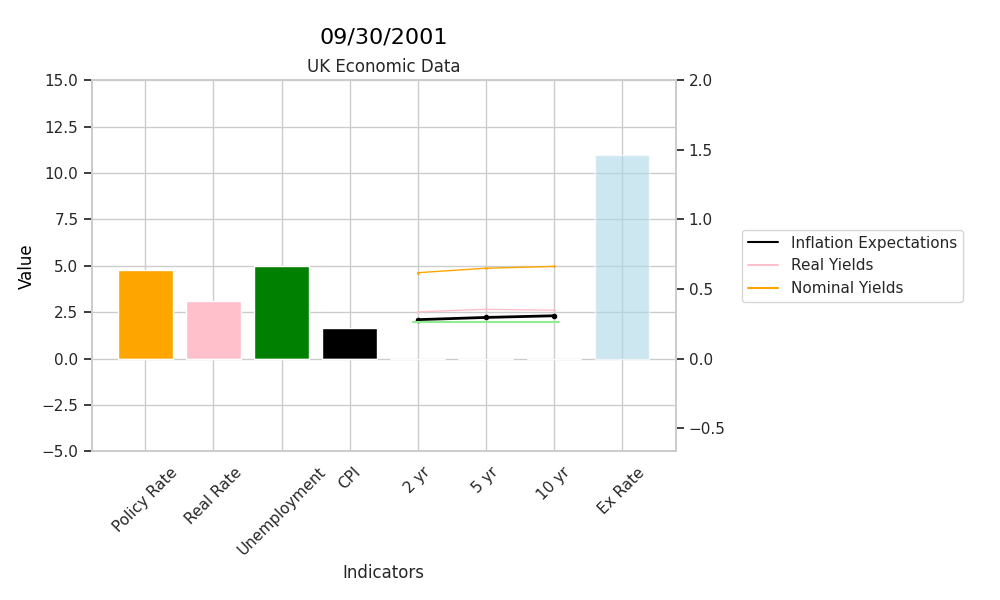 09/30/2001
UK Economic Data
15.0
12.5
10.0
7.5
5.0
2.5
0.0
−2.5
−5.0
Value
2.0
1.5
1.0
0.5
0.0
−0.5
Inflation Expectations
Real Yields
Nominal Yields
Policy Rate
Real Rate
Unemployment
CPI
2 yr
5 yr
10 yr
Ex Rate
Indicators